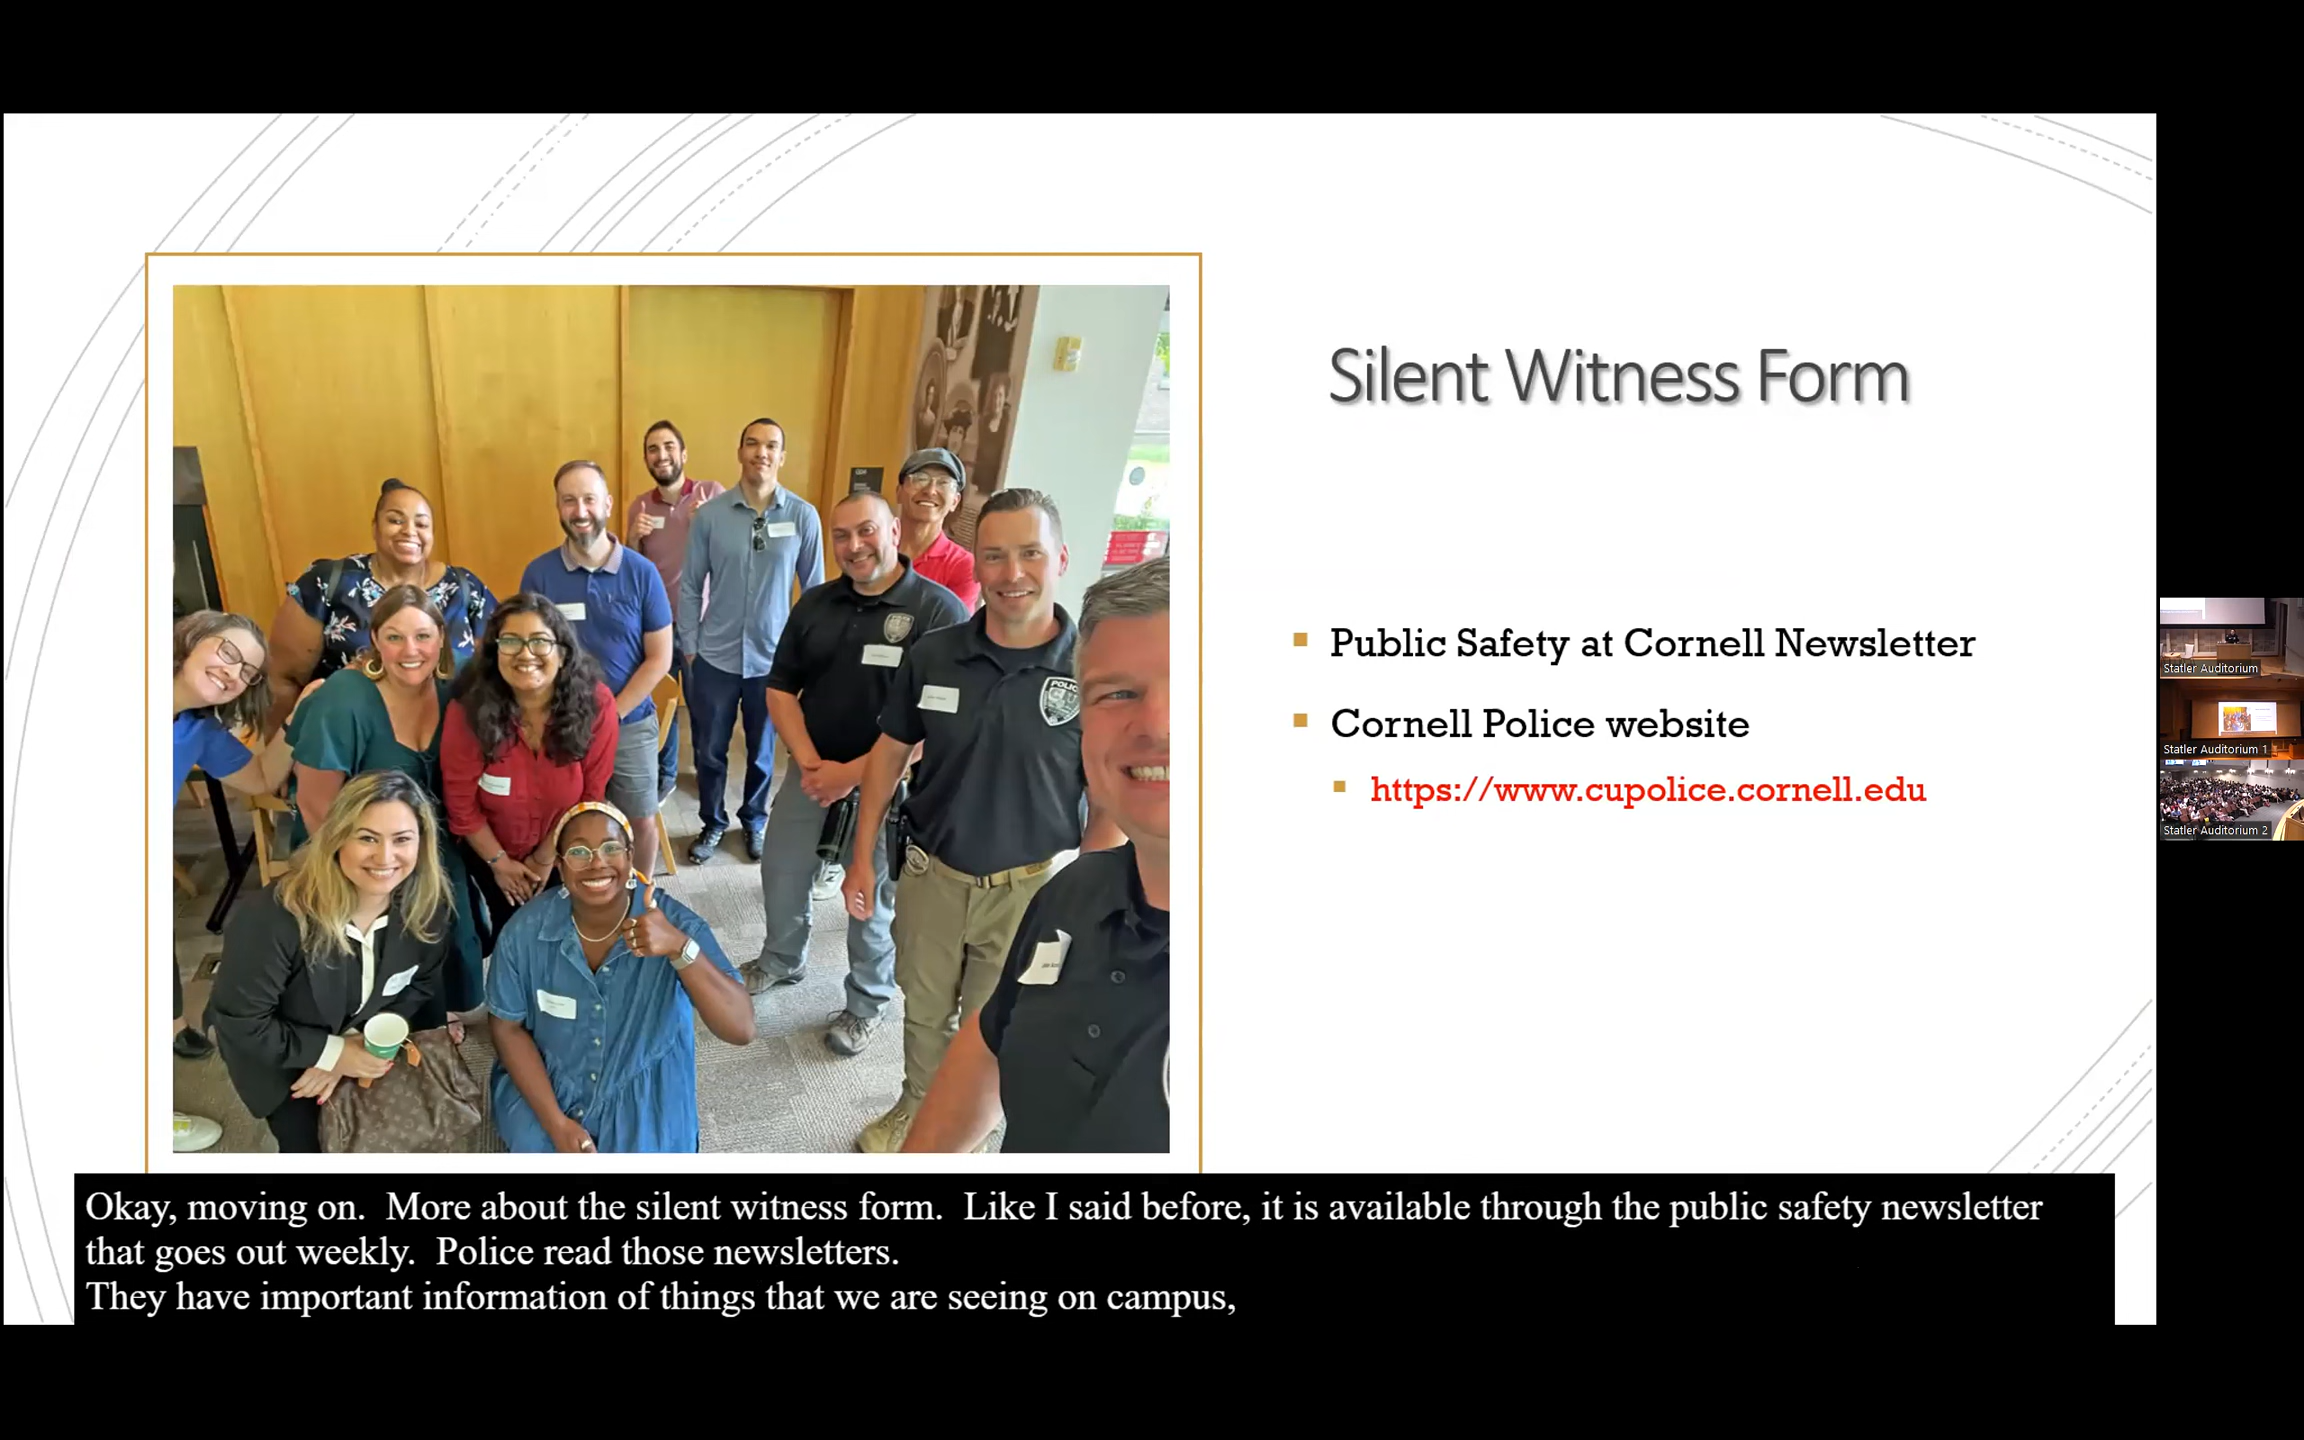 Silent Witness Form
Public Safety at Cornell Newsletter
Cornell Police website
https://www.cupolice.cornell.edu
Statler Auditorium
Statler Auditorium 1
Statler Auditorium 2
POLICE
Okay, moving on.  More about the silent witness form.  Like I said before, it is available through the public safety newsletter
that goes out weekly.  Police read those newsletters.
They have important information of things that we are seeing on campus,